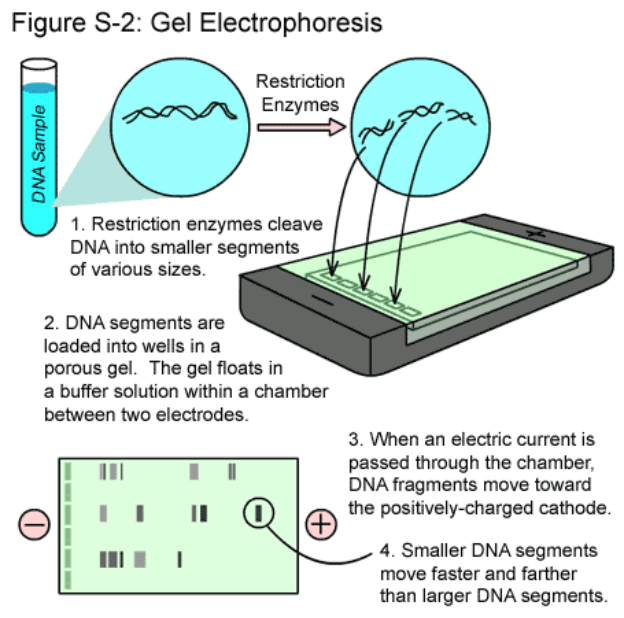 Figure S-2: Gel Electrophoresis
DNA Sample
Restriction
Enzymes
1. Restriction enzymes cleave
DNA into smaller segments
of various sizes.
+
−
2. DNA segments are
loaded into wells in a
porous gel. The gel floats in
a buffer solution within a chamber
between two electrodes.
3. When an electric current is
passed through the chamber,
DNA fragments move toward
the positively-charged cathode.
−
+
4. Smaller DNA segments
move faster and farther
than larger DNA segments.